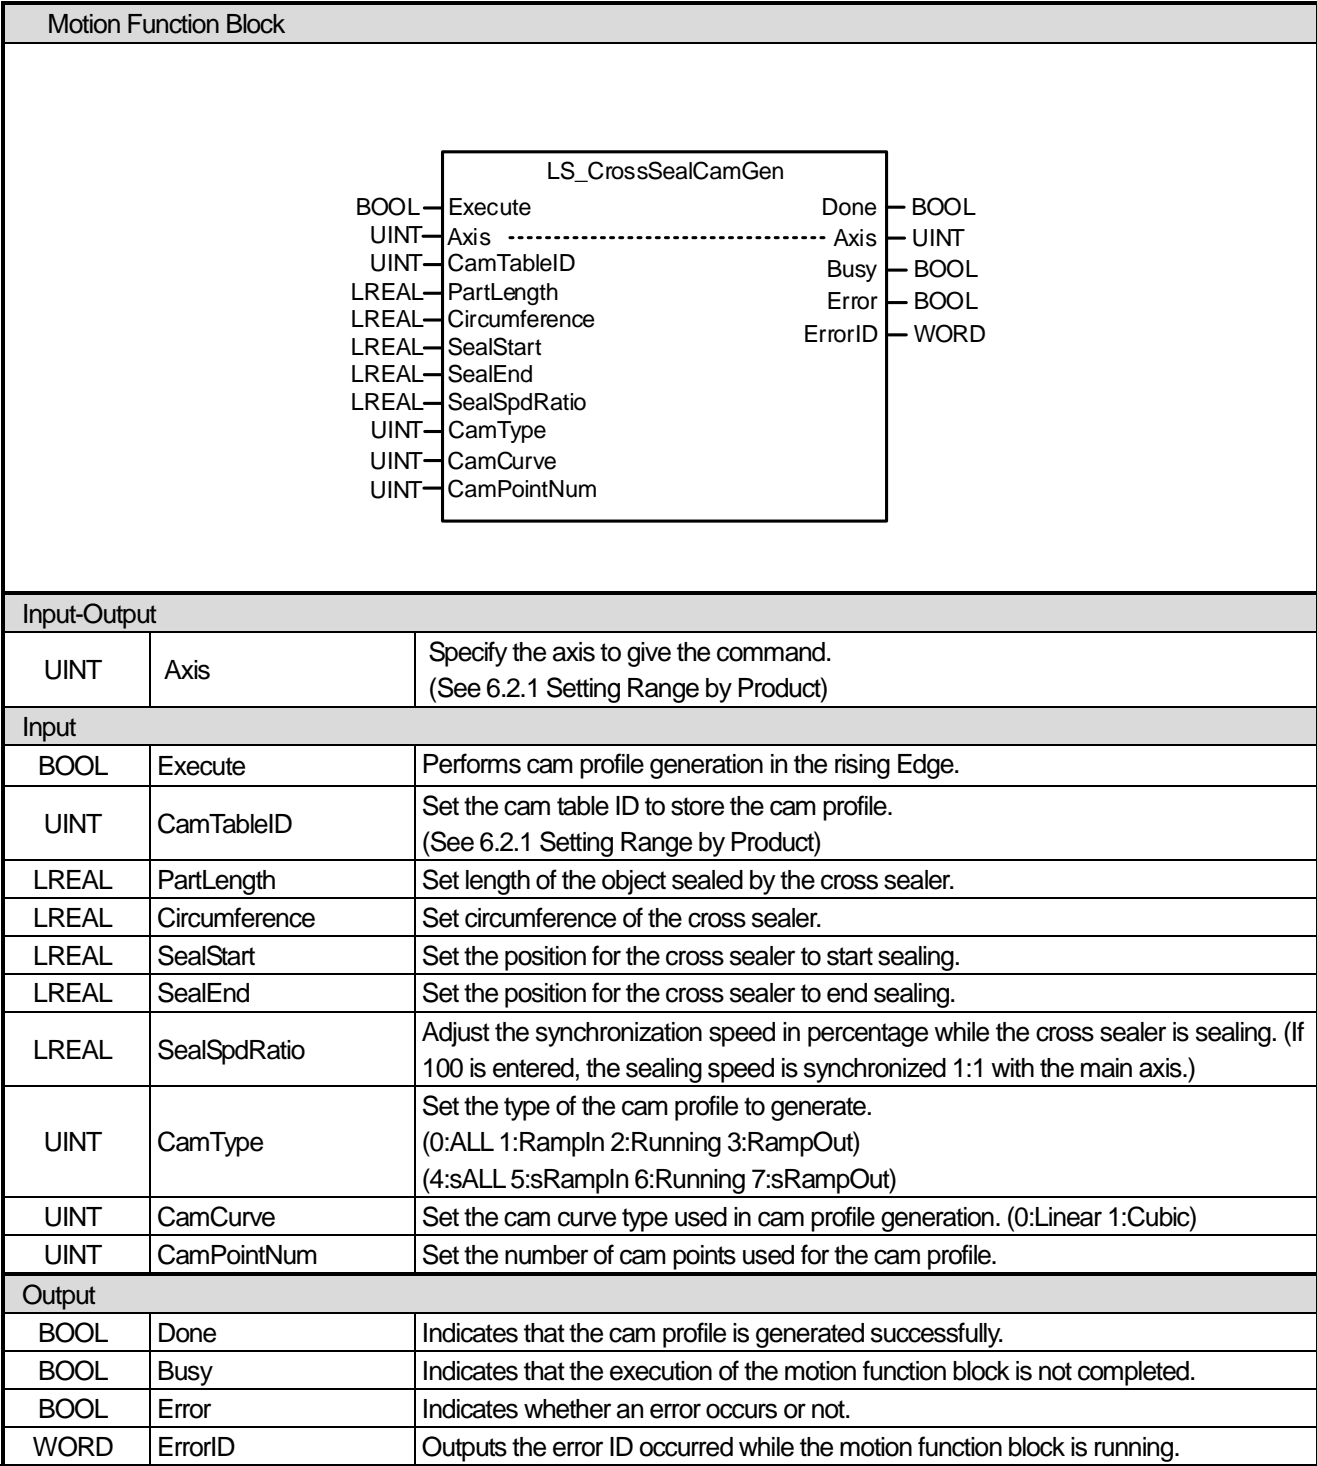 Motion Function Block
LS_CrossSealCamGen
BOOL Execute Done BOOL
UINT Axis Axis UINT
UINT CamTableID Busy BOOL
LREAL PartLength Error BOOL
LREAL Circumference ErrorID WORD
LREAL SealStart
LREAL SealEnd
LREAL SealSpdRatio
UINT CamType
UINT CamCurve
UINT CamPointNum
Input-Output
UINT Axis Specify the axis to give the command.
(See 6.2.1 Setting Range by Product)
Input
BOOL Execute Performs cam profile generation in the rising Edge.
UINT CamTableID Set the cam table ID to store the cam profile.
(See 6.2.1 Setting Range by Product)
LREAL PartLength Set length of the object sealed by the cross sealer.
LREAL Circumference Set circumference of the cross sealer.
LREAL SealStart Set the position for the cross sealer to start sealing.
LREAL SealEnd Set the position for the cross sealer to end sealing.
LREAL SealSpdRatio Adjust the synchronization speed in percentage while the cross sealer is sealing. (If
100 is entered, the sealing speed is synchronized 1:1 with the main axis.)
UINT CamType Set the type of the cam profile to generate.
(0:ALL 1:RampIn 2:Running 3:RampOut)
(4:sALL 5:sRampIn 6:Running 7:sRampOut)
UINT CamCurve Set the cam curve type used in cam profile generation. (0:Linear 1:Cubic)
UINT CamPointNum Set the number of cam points used for the cam profile.
Output
BOOL Done Indicates that the cam profile is generated successfully.
BOOL Busy Indicates that the execution of the motion function block is not completed.
BOOL Error Indicates whether an error occurs or not.
WORD ErrorID Outputs the error ID occurred while the motion function block is running.